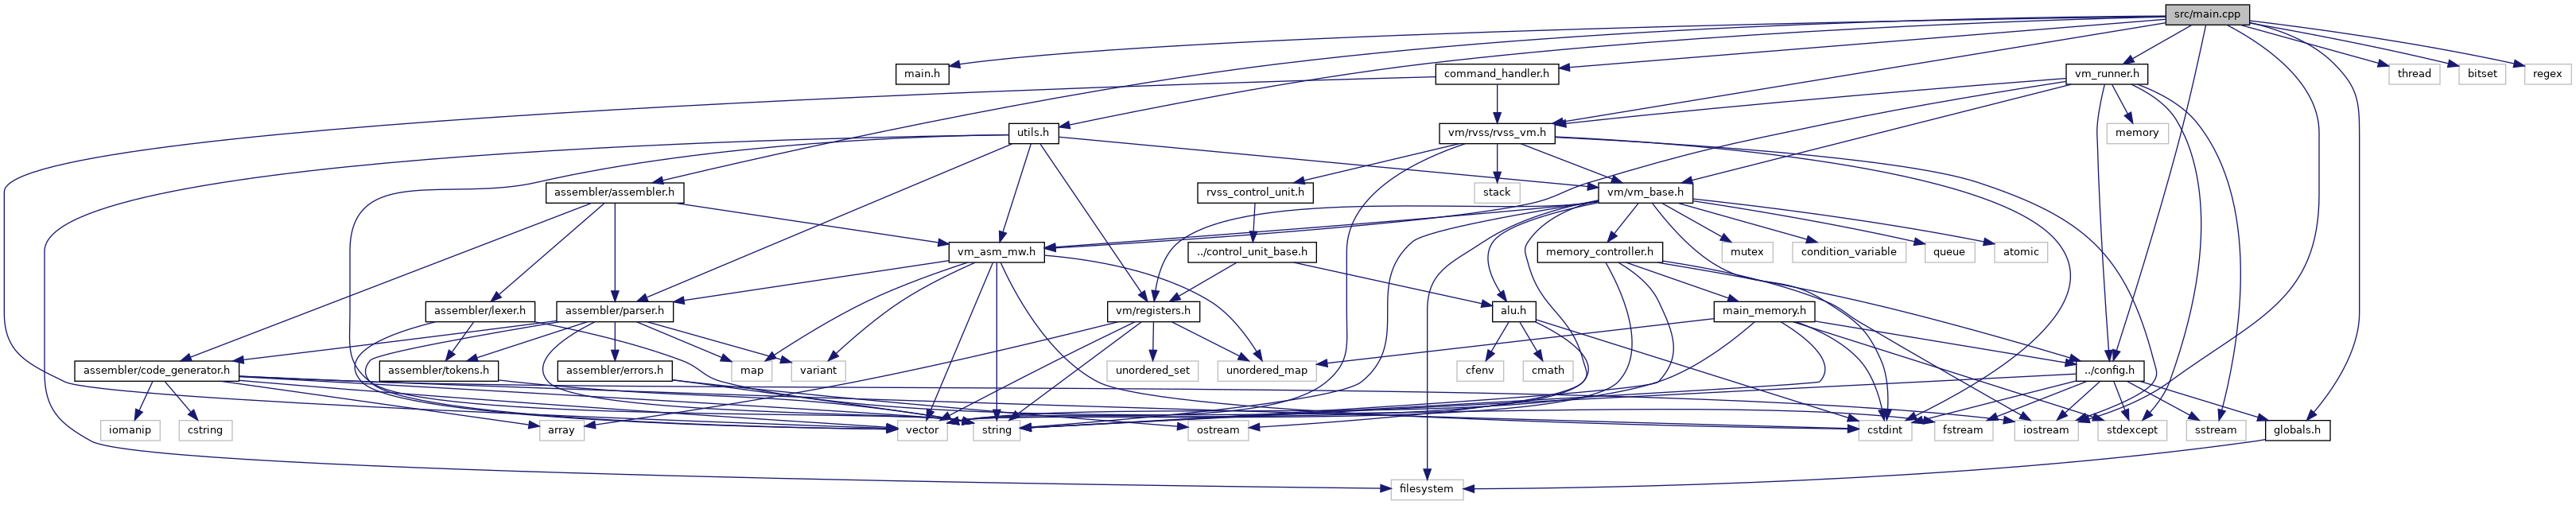 src/main.cpp
main.h
command_handler.h
vm_runner.h
thread
bitset
regex
utils.h
vm/rvss/rvss_vm.h
memory
assembler/assembler.h
rvss_control_unit.h
stack
vm/vm_base.h
vm_asm_mw.h
../control_unit_base.h
memory_controller.h
mutex
condition_variable
queue
atomic
assembler/lexer.h
assembler/parser.h
vm/registers.h
alu.h
main_memory.h
assembler/code_generator.h
assembler/tokens.h
assembler/errors.h
map
variant
unordered_set
unordered_map
cfenv
cmath
../config.h
iomanip
cstring
array
vector
string
ostream
cstdint
fstream
iostream
stdexcept
sstream
globals.h
filesystem